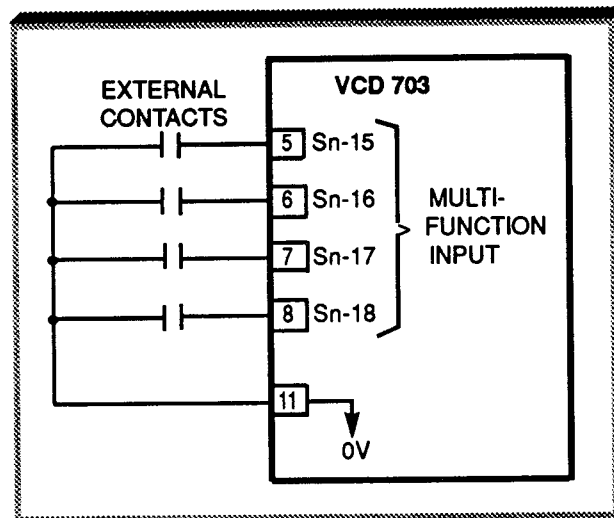 EXTERNAL
CONTACTS
VCD 703
5 Sn-15
6 Sn-16
7 Sn-17
8 Sn-18
MULTI-
FUNCTION
INPUT
11
0V